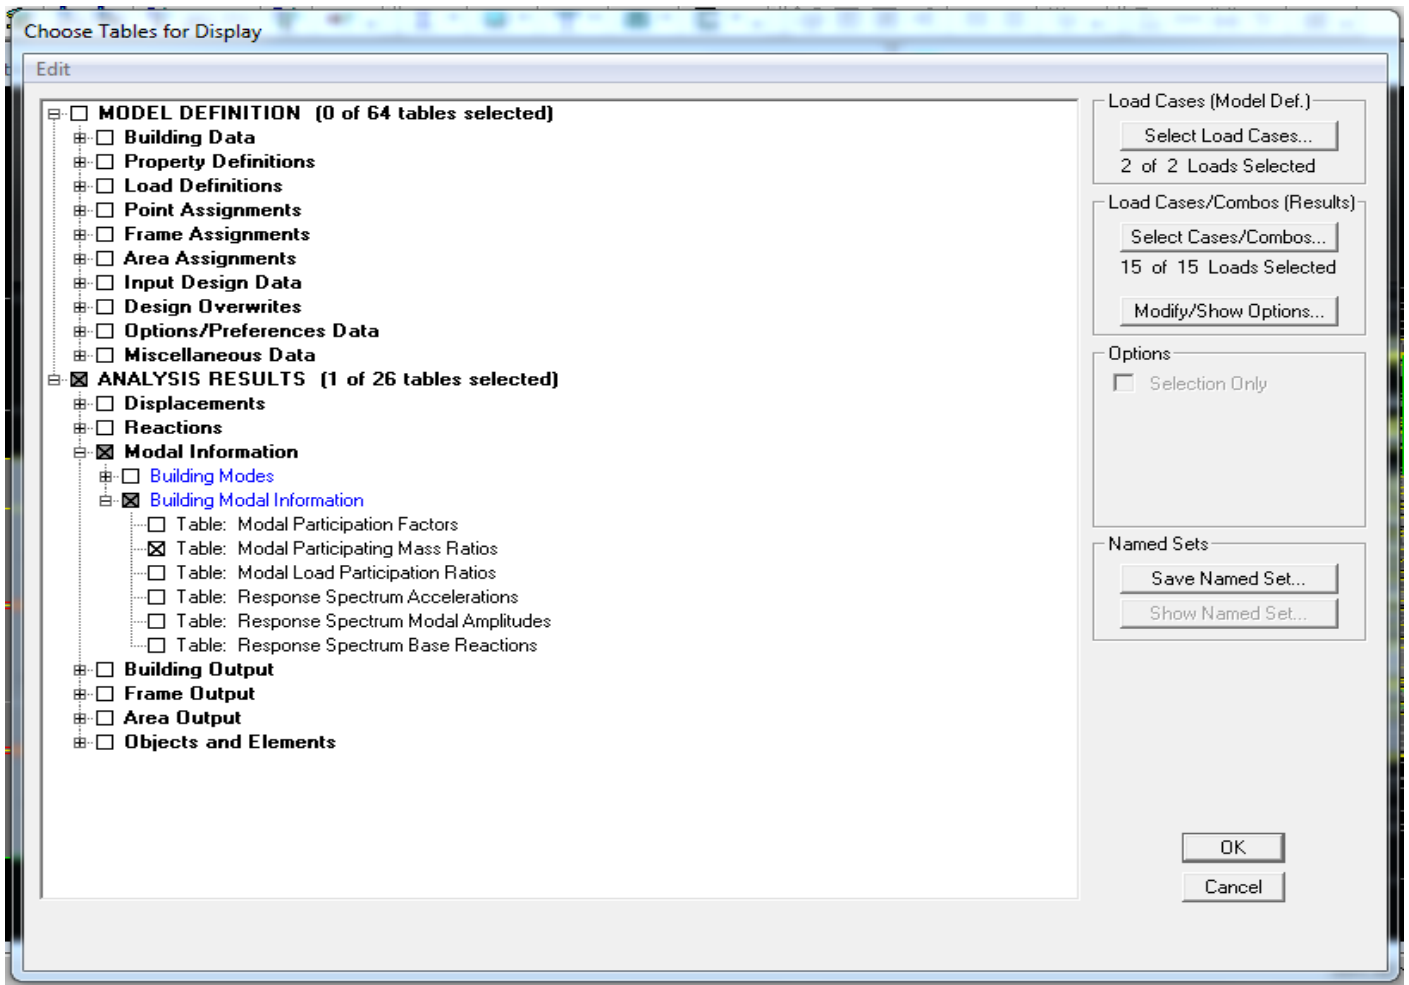 Choose Tables for Display
Edit
MODEL DEFINITION (0 of 64 tables selected)
Building Data
Property Definitions
Load Definitions
Point Assignments
Frame Assignments
Area Assignments
Input Design Data
Design Overwrites
Options/Preferences Data
Miscellaneous Data
ANALYSIS RESULTS (1 of 26 tables selected)
Displacements
Reactions
Modal Information
Building Modes
Building Modal Information
Table: Modal Participation Factors
Table: Modal Participating Mass Ratios
Table: Modal Load Participation Ratios
Table: Response Spectrum Accelerations
Table: Response Spectrum Modal Amplitudes
Table: Response Spectrum Base Reactions
Building Output
Frame Output
Area Output
Objects and Elements
Load Cases (Model Def.)
Select Load Cases...
2 of 2 Loads Selected
Load Cases/Combos (Results)
Select Cases/Combos...
15 of 15 Loads Selected
Modify/Show Options...
Options
Selection Only
Named Sets
Save Named Set...
Show Named Set...
OK
Cancel